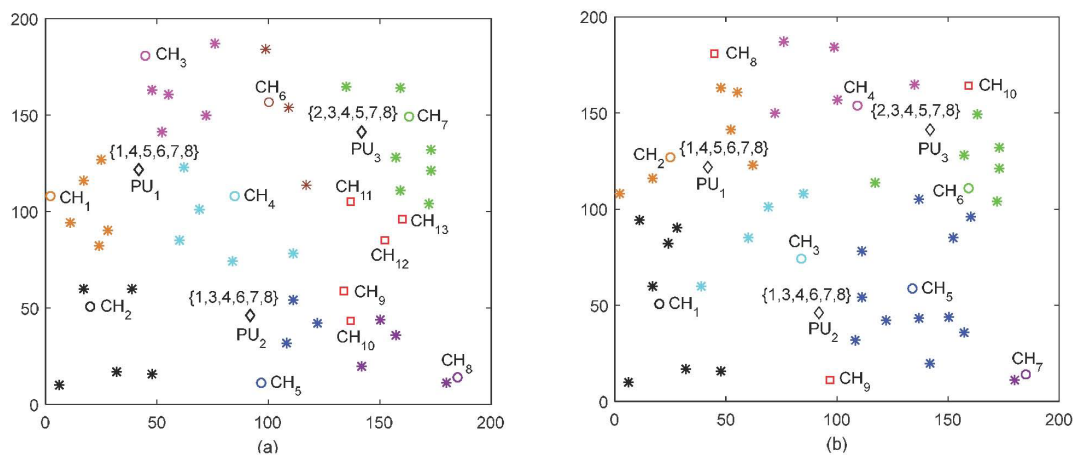 200
150
100
50
0
0 50 100 150 200
(a)
CH3
CH6
{2,3,4,5,7,8}
CH7
PU3
{1,4,5,6,7,8}
PU1
CH1
CH4
CH11
CH13
CH12
CH2
{1,3,4,6,7,8}
PU2
CH9
CH10
CH8
CH5
200
150
100
50
0
0 50 100 150 200
(b)
CH8
CH4
CH10
{2,3,4,5,7,8}
PU3
{1,4,5,6,7,8}
CH2
PU1
CH6
CH3
CH5
{1,3,4,6,7,8}
CH1
PU2
CH7
CH9